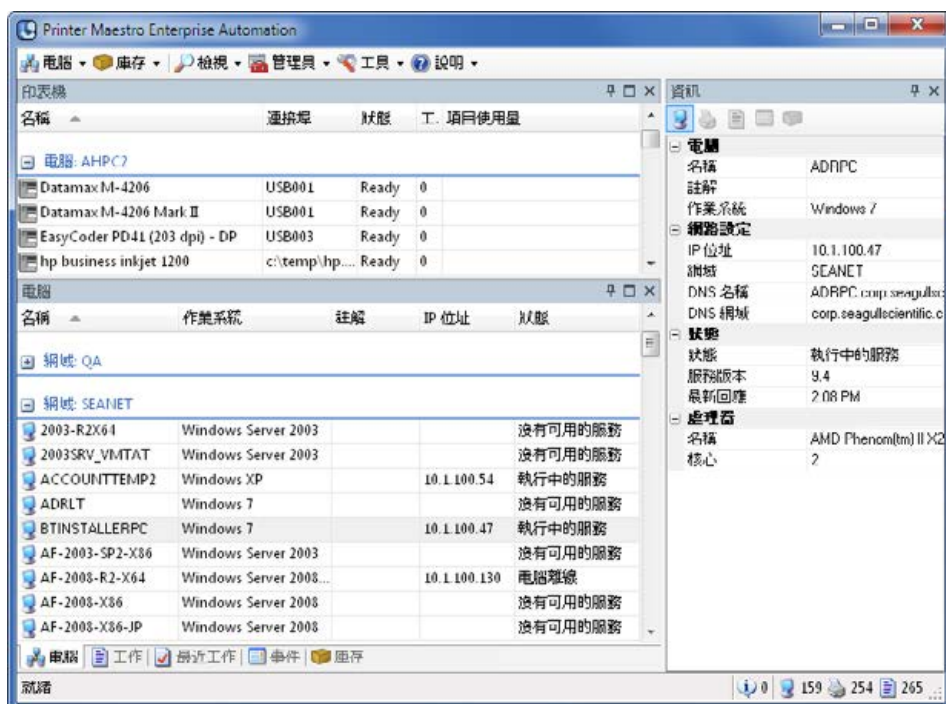 Printer Maestro Enterprise Automation
電腦 庫存 檢視 管理員 工具 說明
印表機
名稱 連接埠 狀態 工. 項目使用量
電腦: AHPC2
Datamax M-4206 USB001 Ready 0
Datamax M-4206 Mark II USB001 Ready 0
EasyCoder PD41 (203 dpi) - DP USB003 Ready 0
hp business inkjet 1200 c:\temp\hp.... Ready 0
電腦
名稱 作業系統 註解 IP 位址 狀態
網域: QA
網域: SEANET
2003-R2X64 Windows Server 2003 沒有可用的服務
2003SRV_VMTAT Windows Server 2003 沒有可用的服務
ACCOUNTTEMP2 Windows XP 10.1.100.54 執行中的服務
ADRLT Windows 7 沒有可用的服務
BTINSTALLERPC Windows 7 10.1.100.47 執行中的服務
AF-2003-SP2-X86 Windows Server 2003 沒有可用的服務
AF-2008-R2-X64 Windows Server 2008... 10.1.100.130 電腦離線
AF-2008-X86 Windows Server 2008 沒有可用的服務
AF-2008-X86-JP Windows Server 2008 沒有可用的服務
電腦 工作 最近工作 事件 庫存
就緒
0 159 254 265
資訊
電腦
名稱 ADRPC
註解
作業系統 Windows 7
網路設定
IP 位址 10.1.100.47
網域 SEANET
DNS 名稱 ADRPC.corp.seagullsc
DNS 網域 corp.seagullscientific.c
狀態
狀態 執行中的服務
服務版本 9.4
最新回應 2:08 PM
處理器
名稱 AMD Phenom(tm) II X2
核心 2